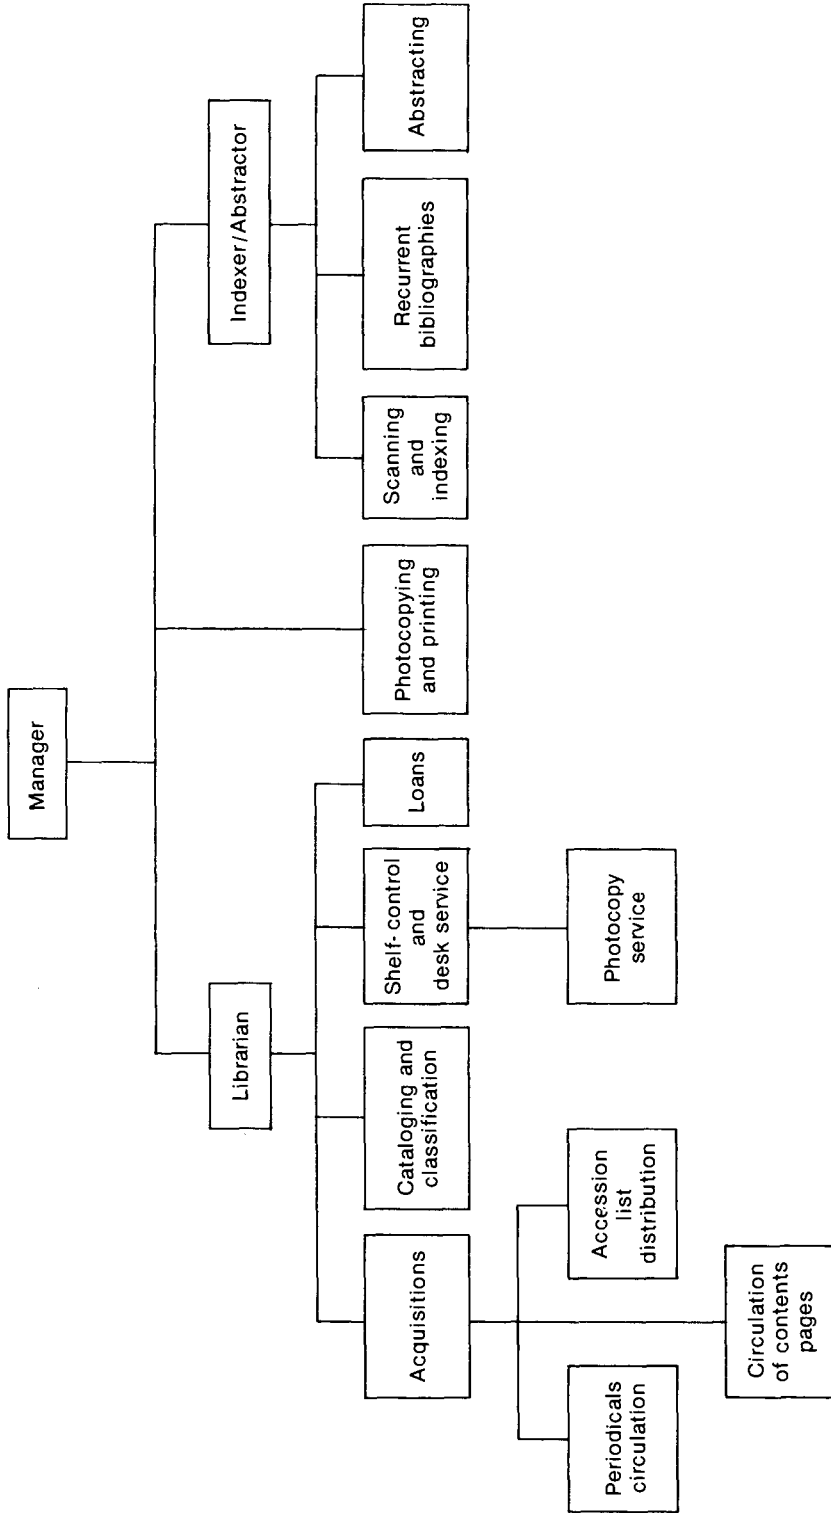 Manager
Librarian
Indexer/Abstractor
Acquisitions
Cataloging and
classification
Shelf-control
and
desk service
Loans
Photocopying
and printing
Scanning
and
indexing
Recurrent
bibliographies
Abstracting
Periodicals
circulation
Accession
list
distribution
Photocopy
service
Circulation
of contents
pages